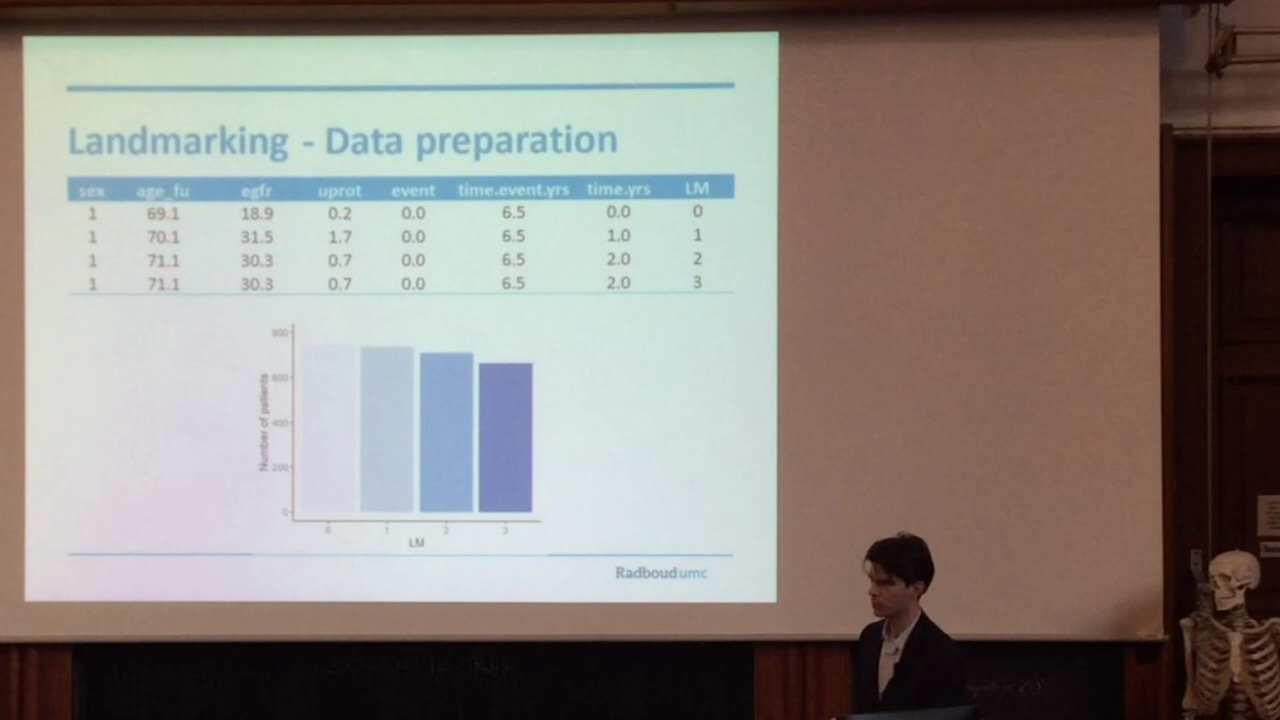 Landmarking - Data preparation
sex age_fu egfr uprot event time.event.yrs time.yrs LM
1 69.1 18.9 0.2 0.0 6.5 0.0 0
1 70.1 31.5 1.7 0.0 6.5 1.0 1
1 71.1 30.3 0.7 0.0 6.5 2.0 2
1 71.1 30.3 0.7 0.0 6.5 2.0 3
800
600
400
200
0
Number of patients
0 1 2 3
LM
Radboudumc